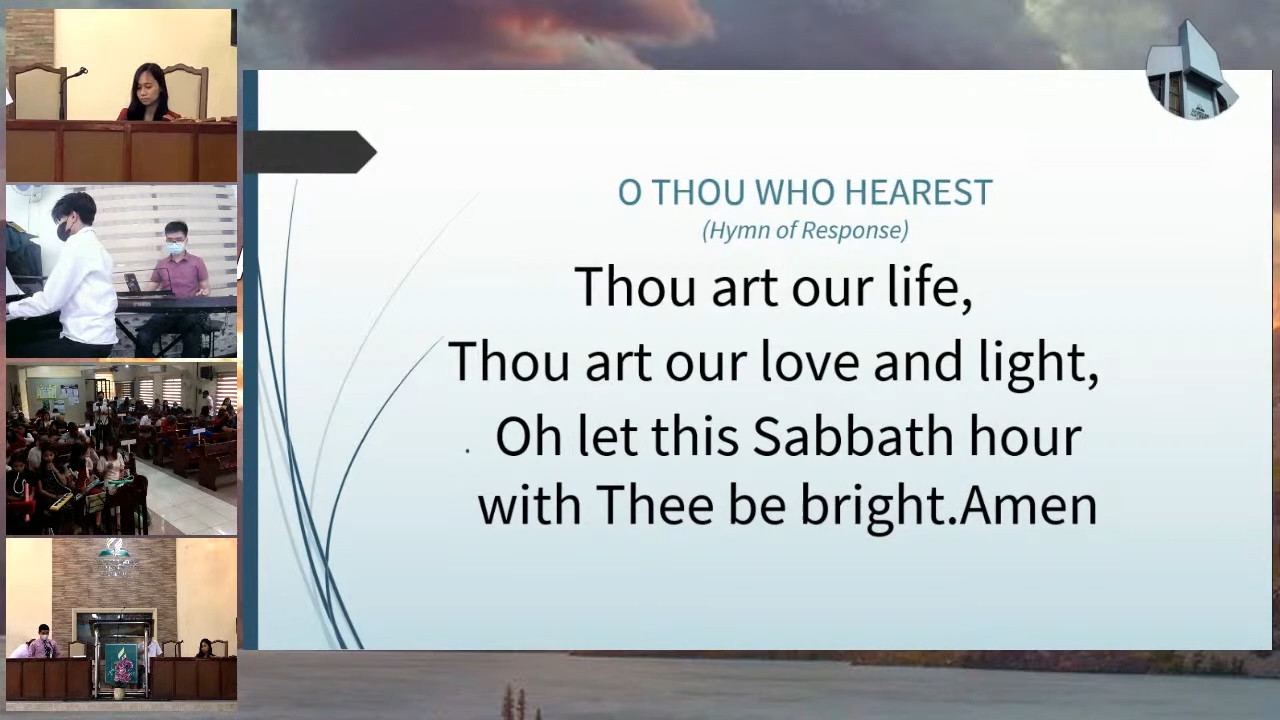 O THOU WHO HEAREST
(Hymn of Response)
Thou art our life,
Thou art our love and light,
. Oh let this Sabbath hour
with Thee be bright.Amen